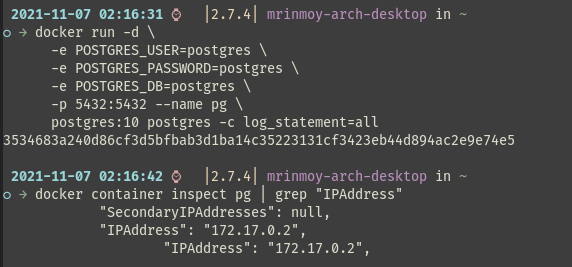 2021-11-07 02:16:31 ⌚ |2.7.4| mrinmoy-arch-desktop in ~
○ → docker run -d \
-e POSTGRES_USER=postgres \
-e POSTGRES_PASSWORD=postgres \
-e POSTGRES_DB=postgres \
-p 5432:5432 --name pg \
postgres:10 postgres -c log_statement=all
3534683a240d86cf3d5bfbab3d1ba14c35223131cf3423eb44d894ac2e9e74e5
2021-11-07 02:16:42 ⌚ |2.7.4| mrinmoy-arch-desktop in ~
○ → docker container inspect pg | grep "IPAddress"
"SecondaryIPAddresses": null,
"IPAddress": "172.17.0.2",
"IPAddress": "172.17.0.2",